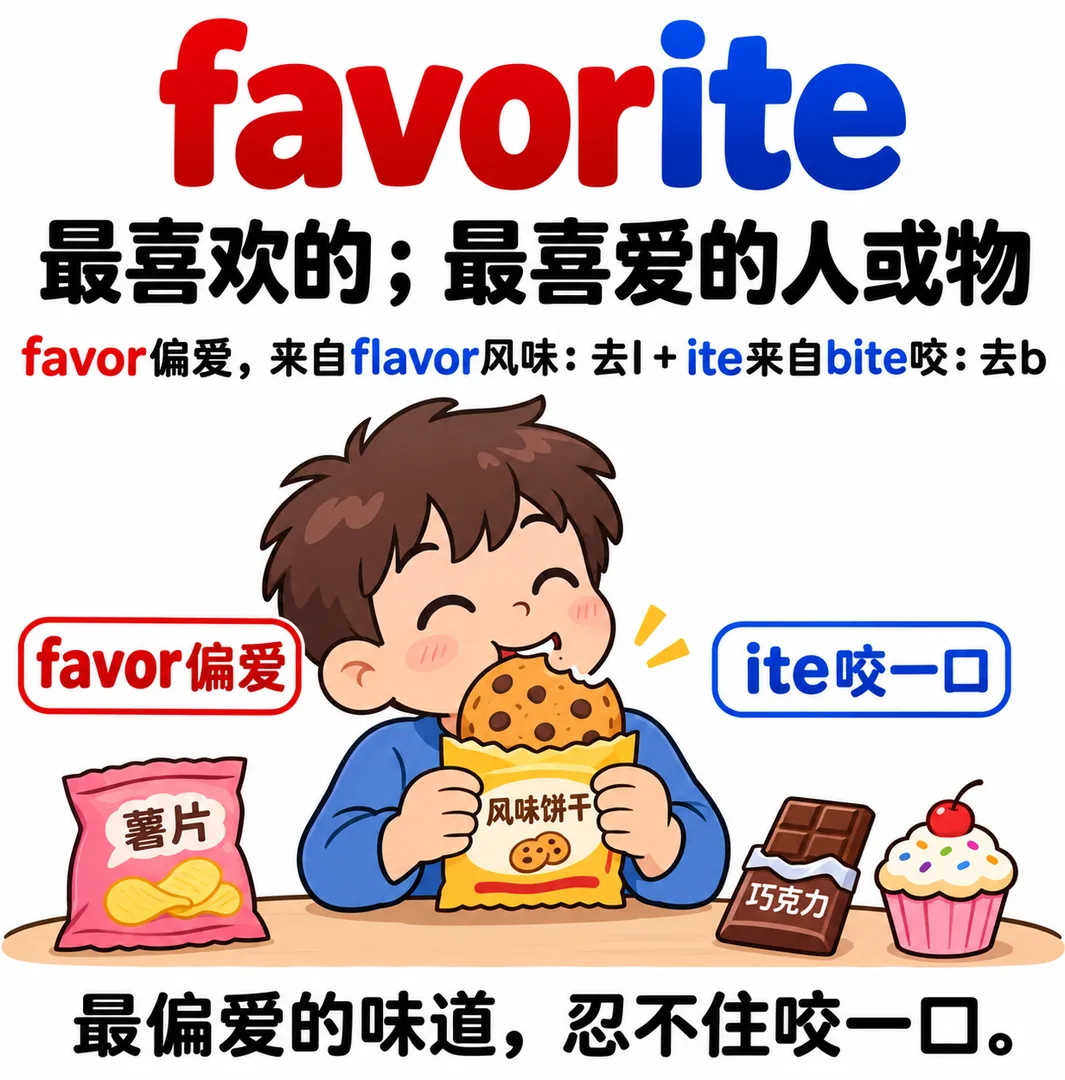 favorite
最喜欢的；最喜爱的人或物
favor偏爱，来自flavor风味：去l + ite来自bite咬：去b
favor偏爱
ite咬一口
薯片
风味饼干
巧克力
最偏爱的味道，忍不住咬一口。